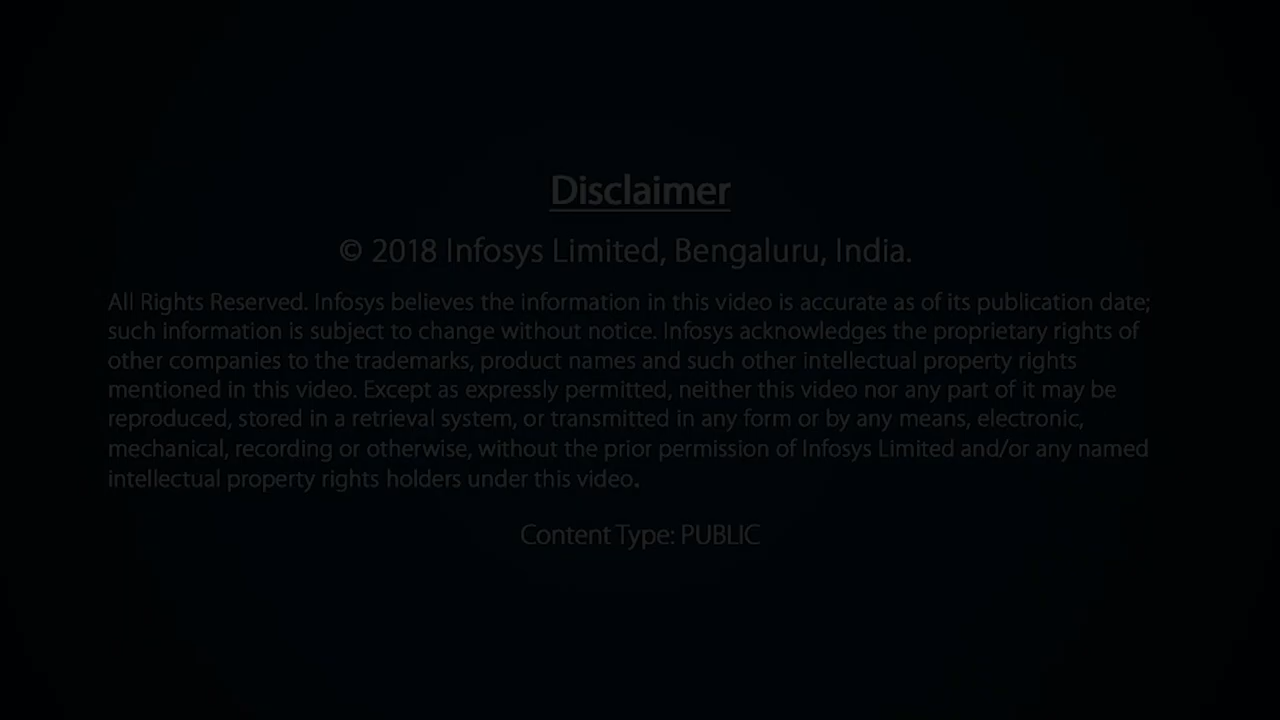 Disclaimer
© 2018 Infosys Limited, Bengaluru, India.
All Rights Reserved. Infosys believes the information in this video is accurate as of its publication date;
such information is subject to change without notice. Infosys acknowledges the proprietary rights of
other companies to the trademarks, product names and such other intellectual property rights
mentioned in this video. Except as expressly permitted, neither this video nor any part of it may be
reproduced, stored in a retrieval system, or transmitted in any form or by any means, electronic,
mechanical, recording or otherwise, without the prior permission of Infosys Limited and/or any named
intellectual property rights holders under this video.
Content Type: PUBLIC